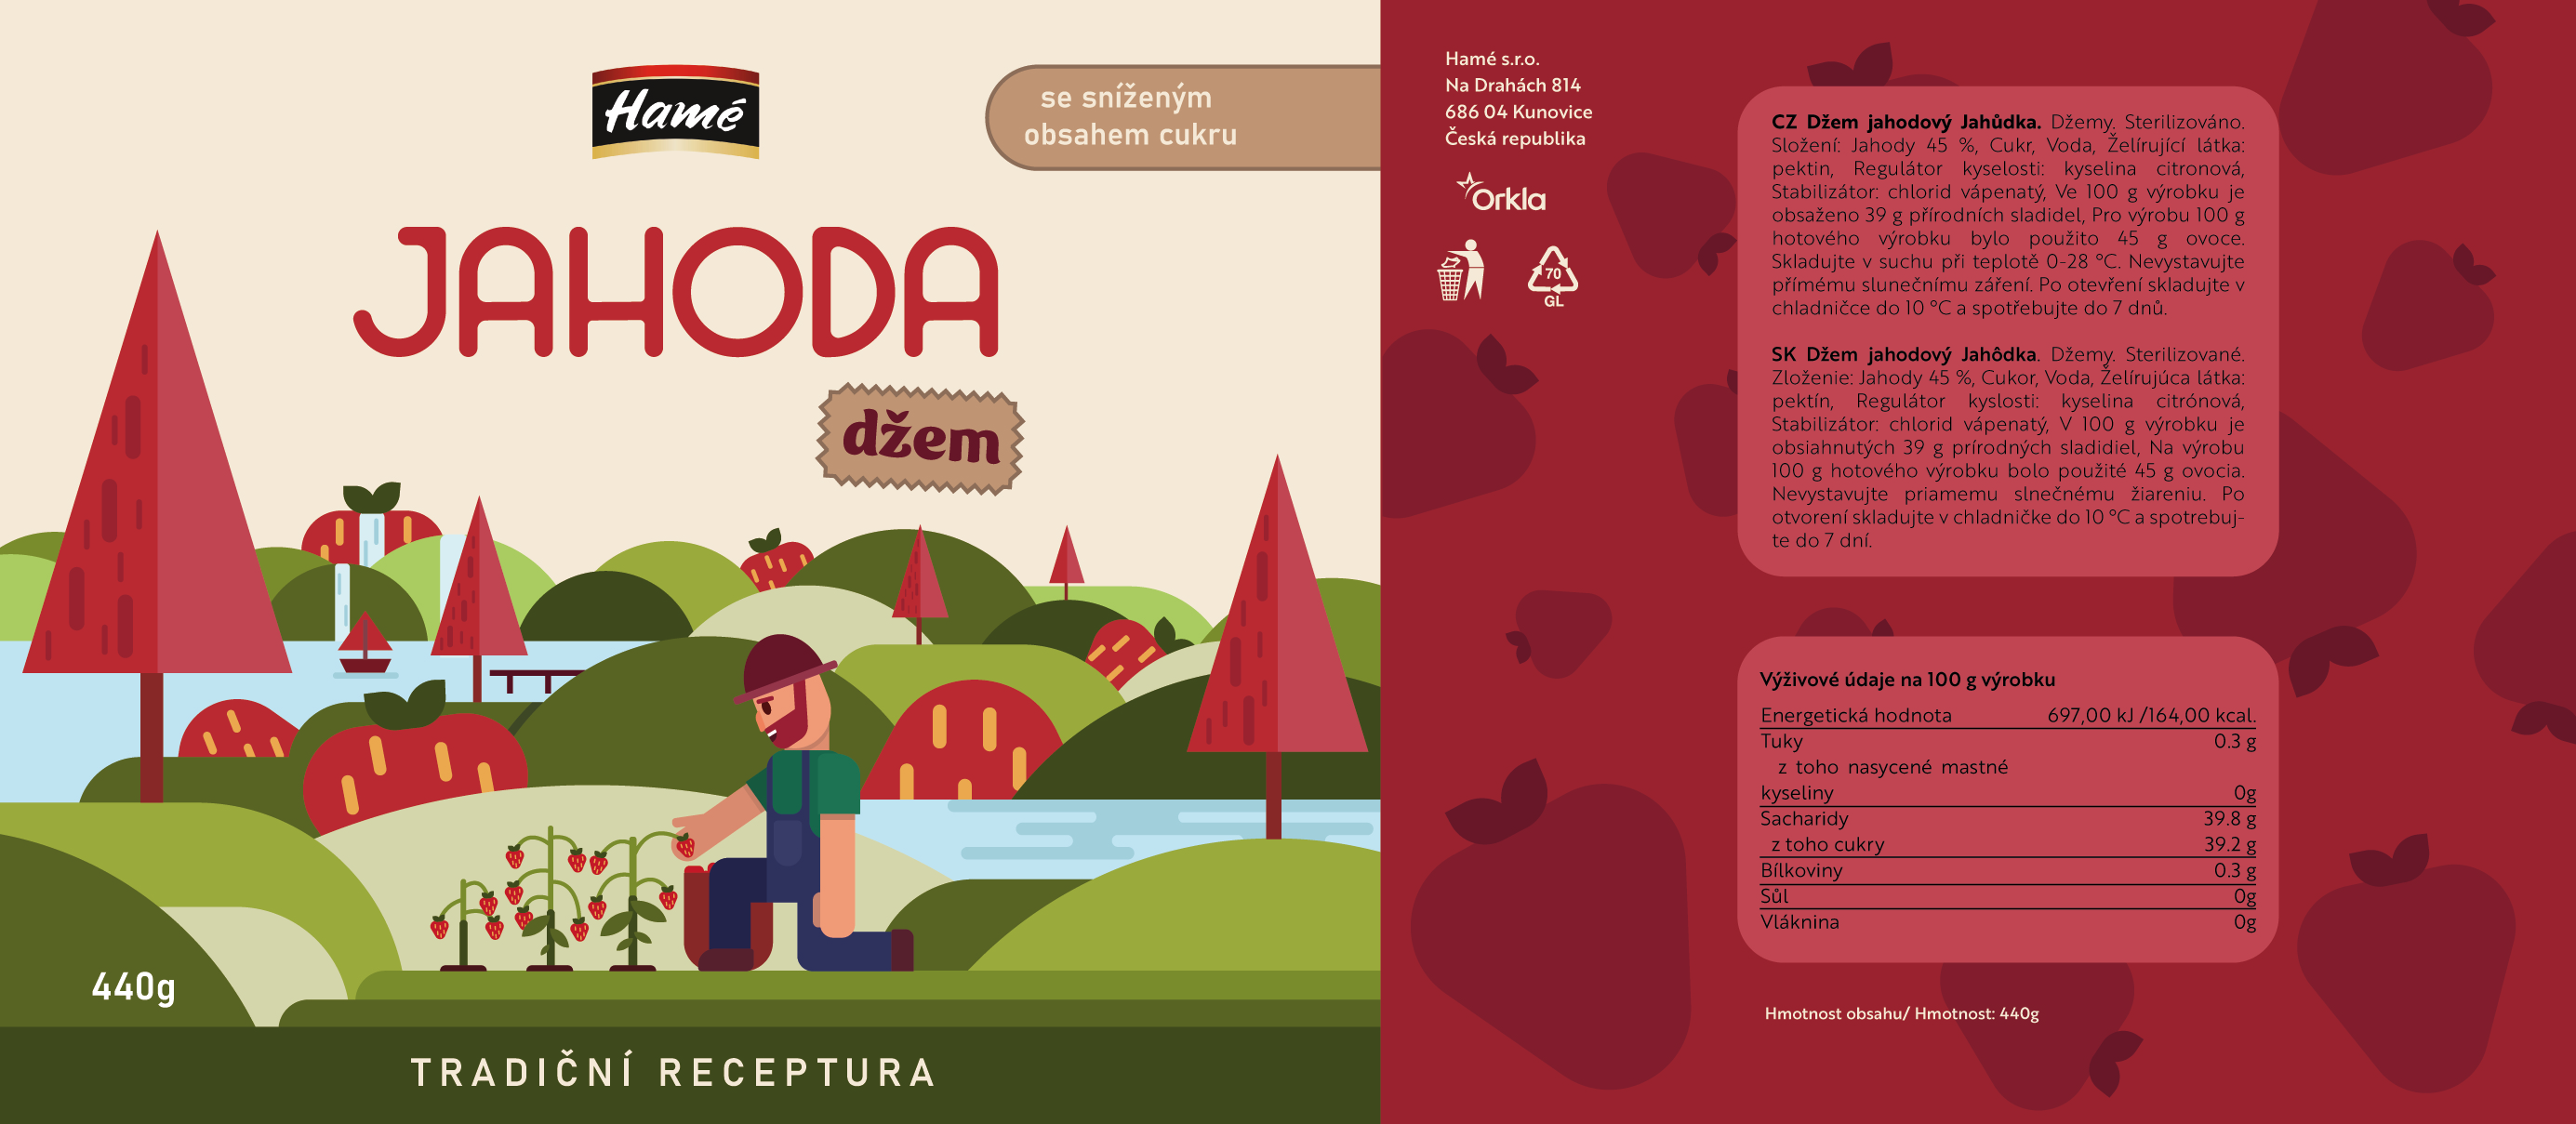 Hamé
se sníženým
obsahem cukru
JAHODA
džem
440g
TRADIČNÍ RECEPTURA
Hamé s.r.o.
Na Drahách 814
686 04 Kunovice
Česká republika
Orkla
70
GL
CZ Džem jahodový Jahůdka. Džemy. Sterilizováno.
Složení: Jahody 45 %, Cukr, Voda, Želírující látka:
pektin, Regulátor kyselosti: kyselina citronová,
Stabilizátor: chlorid vápenatý, Ve 100 g výrobku je
obsaženo 39 g přírodních sladidel, Pro výrobu 100 g
hotového výrobku bylo použito 45 g ovoce.
Skladujte v suchu při teplotě 0-28 °C. Nevystavujte
přímému slunečnímu záření. Po otevření skladujte v
chladničce do 10 °C a spotřebujte do 7 dnů.
SK Džem jahodový Jahôdka. Džemy. Sterilizované.
Zloženie: Jahody 45 %, Cukor, Voda, Želírujúca látka:
pektín, Regulátor kyslosti: kyselina citrónová,
Stabilizátor: chlorid vápenatý, V 100 g výrobku je
obsiahnutých 39 g prírodných sladidiel, Na výrobu
100 g hotového výrobku bolo použité 45 g ovocia.
Nevystavujte priamemu slnečnému žiareniu. Po
otvorení skladujte v chladničke do 10 °C a spotrebuj-
te do 7 dní.
Výživové údaje na 100 g výrobku
Energetická hodnota 697,00 kJ /164,00 kcal.
Tuky 0.3 g
z toho nasycené mastné
kyseliny 0g
Sacharidy 39.8 g
z toho cukry 39.2 g
Bílkoviny 0.3 g
Sůl 0g
Vláknina 0g
Hmotnost obsahu/ Hmotnost: 440g